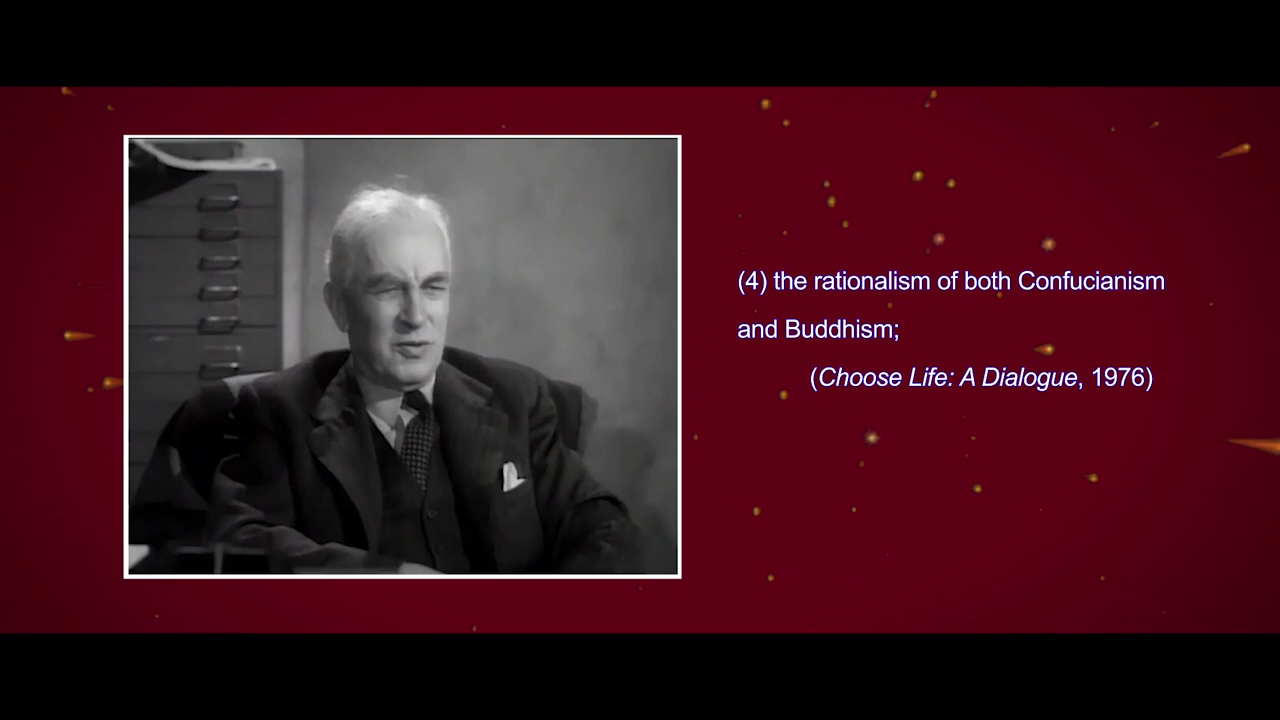 (4) the rationalism of both Confucianism
and Buddhism;
(Choose Life: A Dialogue, 1976)